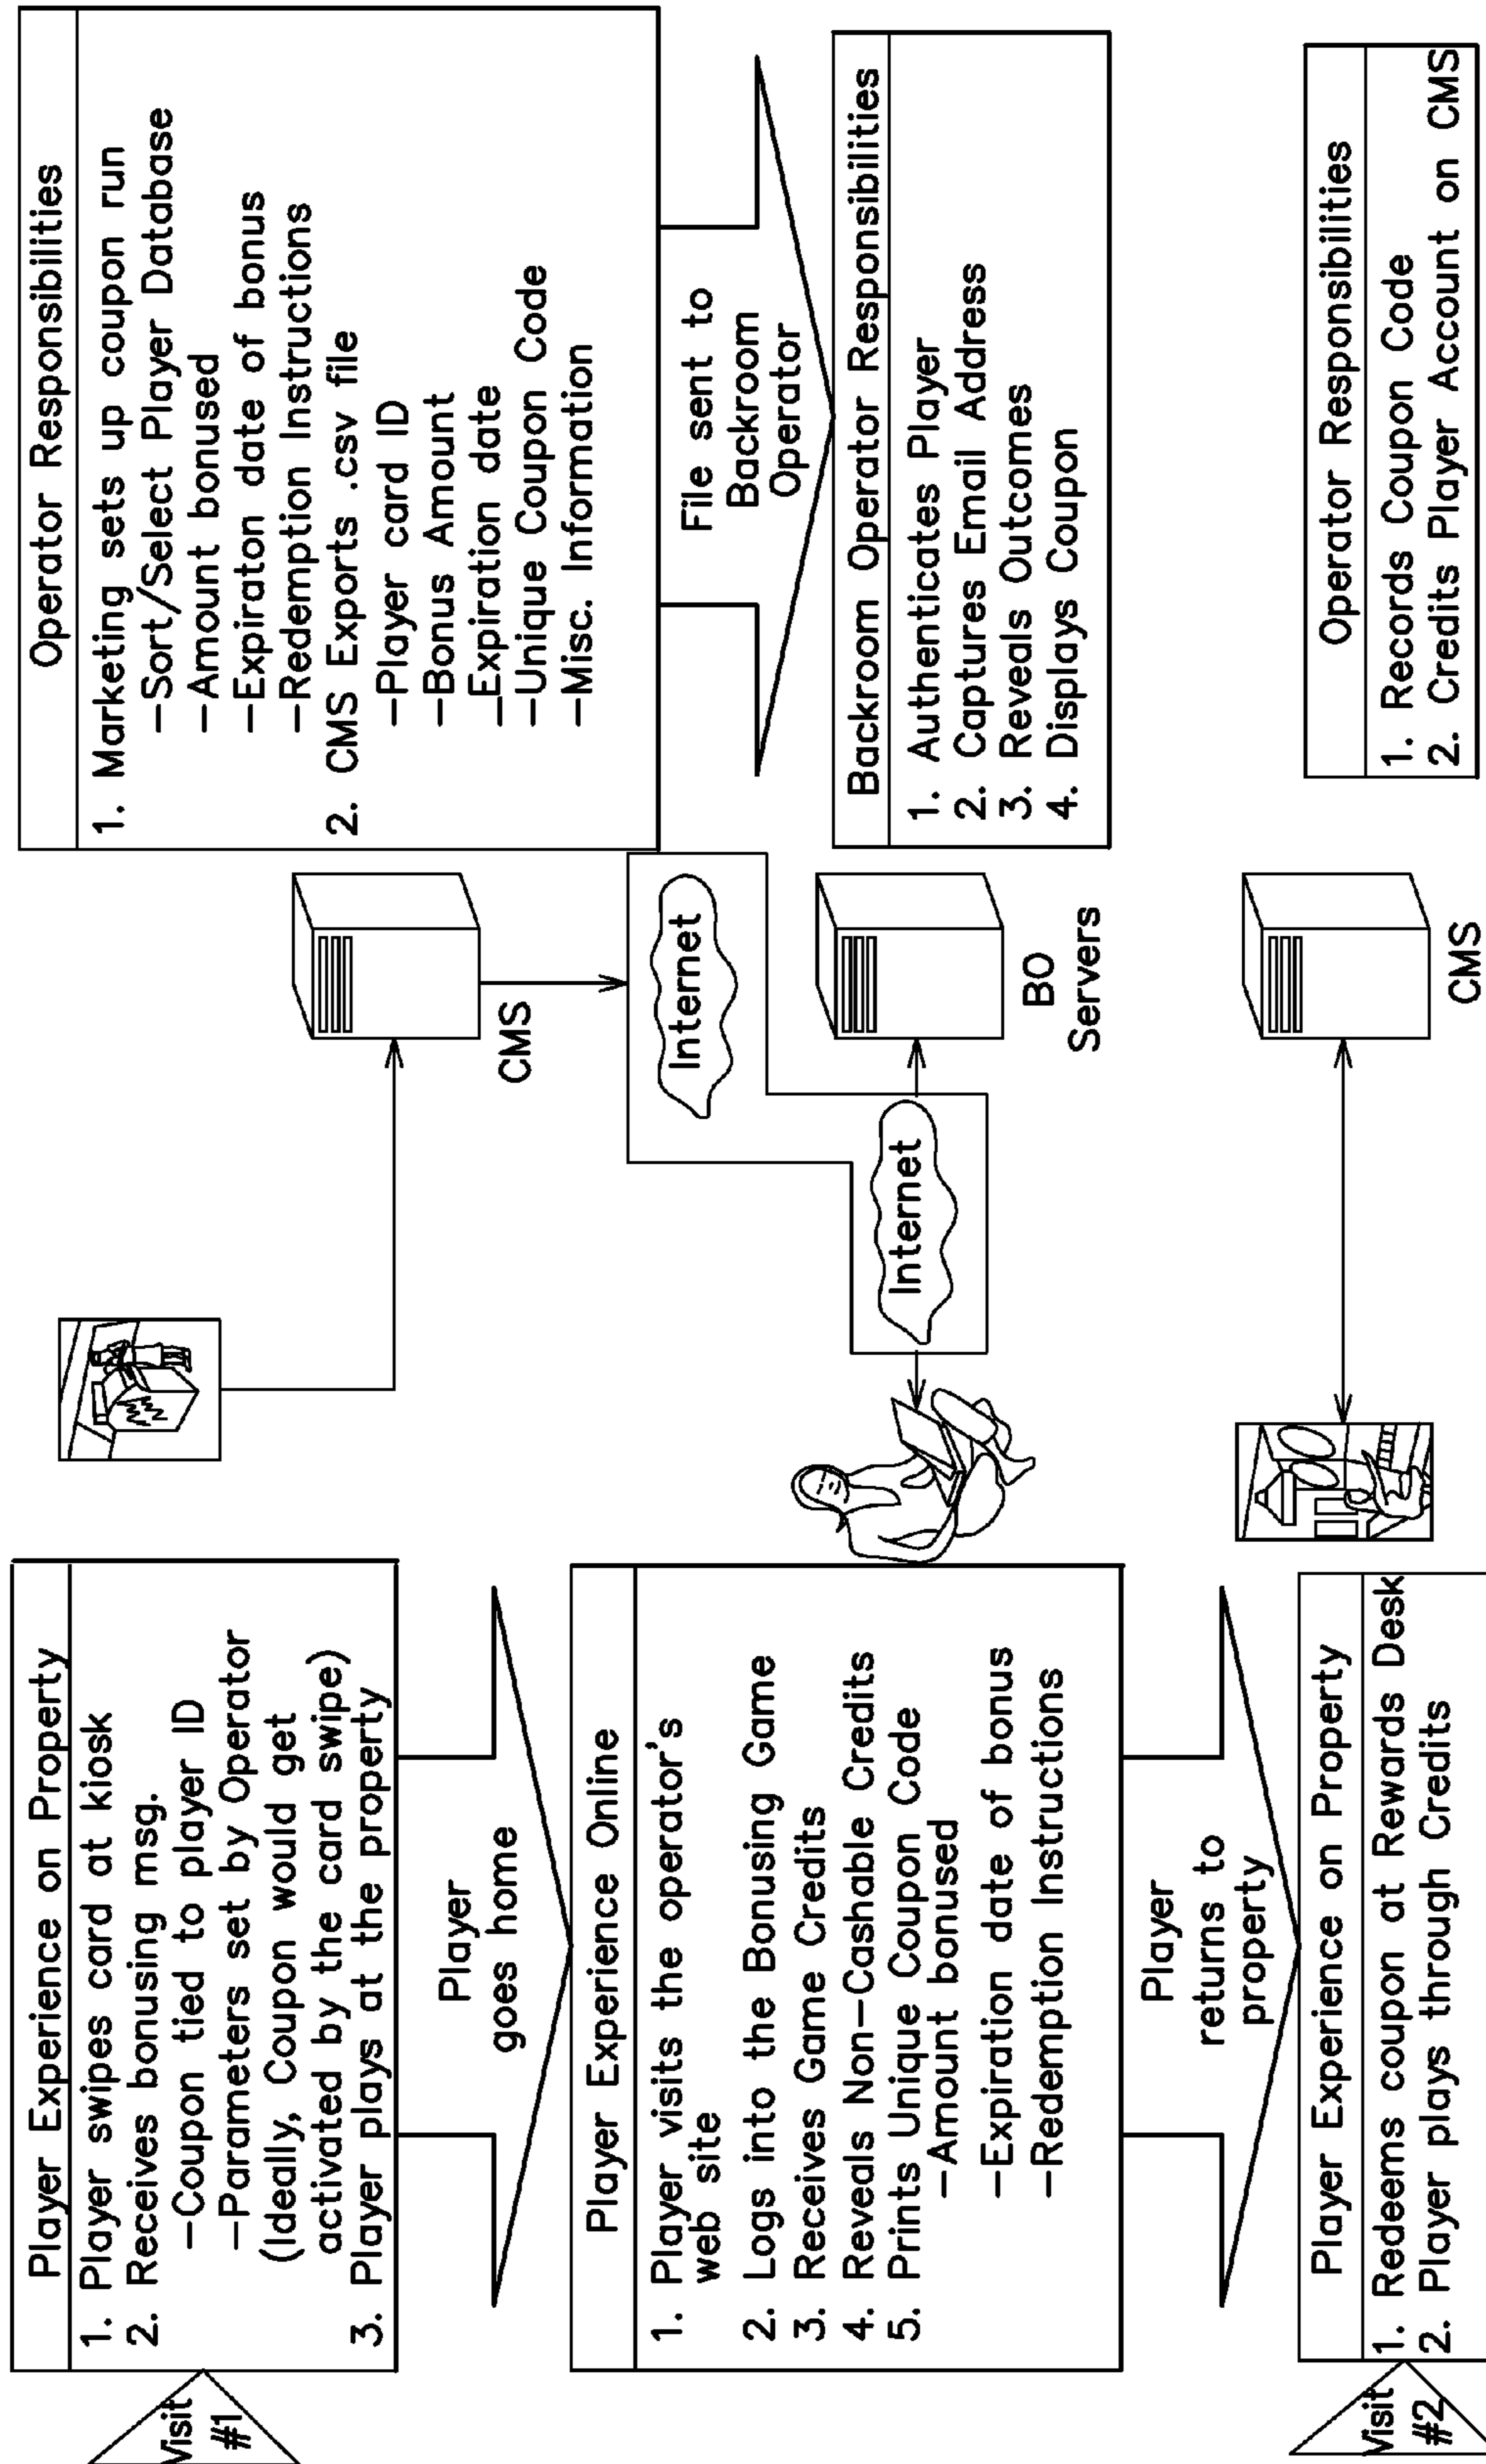 Visit
#1
Player Experience on Property
1. Player swipes card at kiosk
2. Receives bonusing msg.
–Coupon tied to player ID
–Parameters set by Operator
(Ideally, Coupon would get
activated by the card swipe)
3. Player plays at the property
Operator Responsibilities
1. Marketing sets up coupon run
–Sort/Select Player Database
–Amount bonused
–Expiraton date of bonus
–Redemption Instructions
2. CMS Exports .csv file
–Player card ID
–Bonus Amount
–Expiration date
–Unique Coupon Code
–Misc. Information
CMS
Player
goes home
Internet
File sent to
Backroom
Operator
Player Experience Online
1. Player visits the operator's
web site
2. Logs into the Bonusing Game
3. Receives Game Credits
4. Reveals Non–Cashable Credits
5. Prints Unique Coupon Code
–Amount bonused
–Expiration date of bonus
–Redemption Instructions
Internet
BO
Servers
Backroom Operator Responsibilities
1. Authenticates Player
2. Captures Email Address
3. Reveals Outcomes
4. Displays Coupon
Player
returns to
property
Visit
#2
Player Experience on Property
1. Redeems coupon at Rewards Desk
2. Player plays through Credits
CMS
Operator Responsibilities
1. Records Coupon Code
2. Credits Player Account on CMS